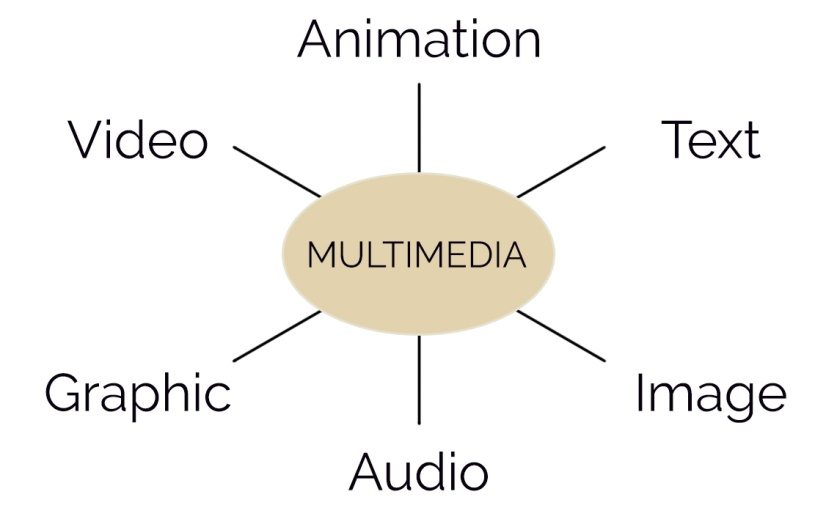 Animation
Video
Text
MULTIMEDIA
Graphic
Image
Audio